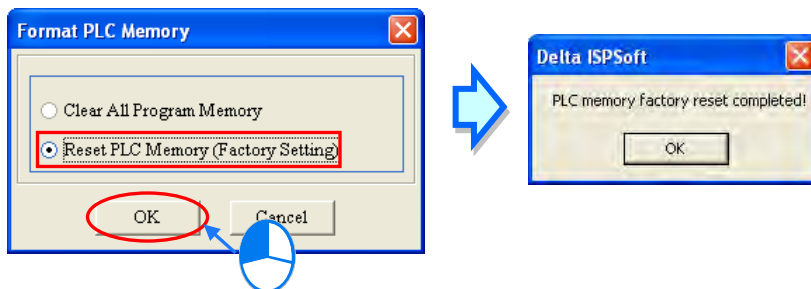 Format PLC Memory
Clear All Program Memory
Reset PLC Memory (Factory Setting)
OK
Cancel
Delta ISPSoft
PLC memory factory reset completed!
OK